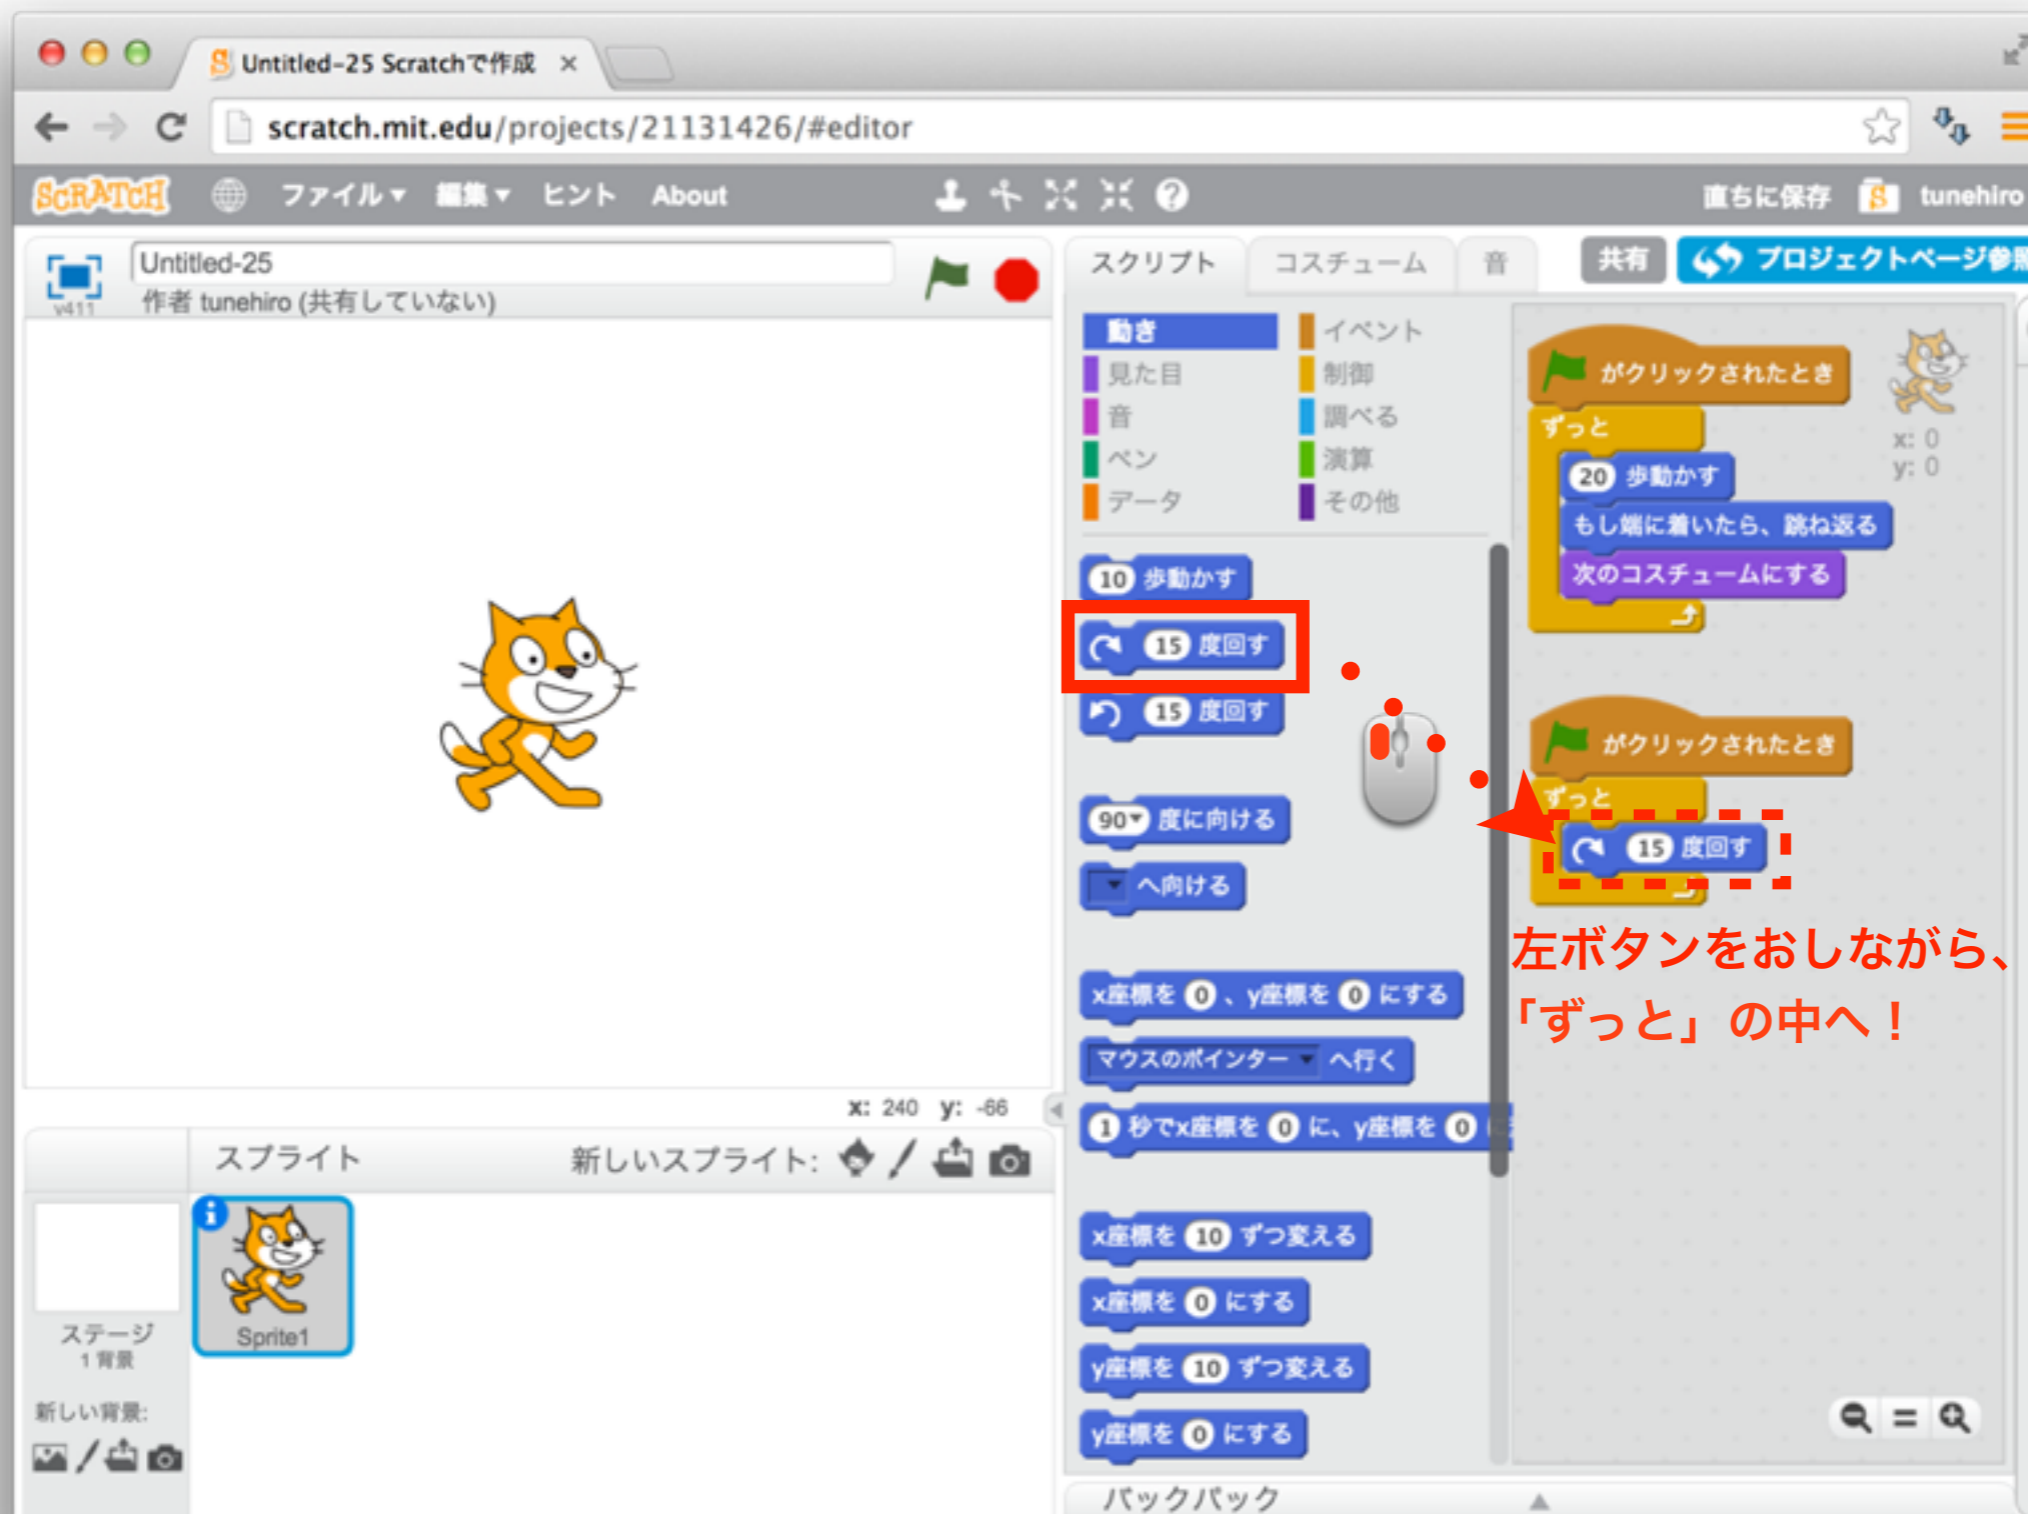 Untitled-25 Scratchで作成
scratch.mit.edu/projects/21131426/#editor
SCRATCH ファイル 編集 ヒント About 直ちに保存 tunehiro
v411
Untitled-25
作者 tunehiro (共有していない)
スクリプト コスチューム 音 共有 プロジェクトページ参照
動き イベント
見た目 制御
音 調べる
ペン 演算
データ その他
10 歩動かす
15 度回す
15 度回す
90 度に向ける
へ向ける
x座標を 0 、y座標を 0 にする
マウスのポインター へ行く
1 秒でx座標を 0 に、y座標を 0 に
x座標を 10 ずつ変える
x座標を 0 にする
y座標を 10 ずつ変える
y座標を 0 にする
がクリックされたとき
ずっと
20 歩動かす
もし端に着いたら、跳ね返る
次のコスチュームにする
x: 0
y: 0
がクリックされたとき
ずっと
15 度回す
左ボタンをおしながら、
「ずっと」の中へ！
x: 240 y: -66
スプライト 新しいスプライト:
Sprite1
ステージ
1 背景
新しい背景:
バックパック